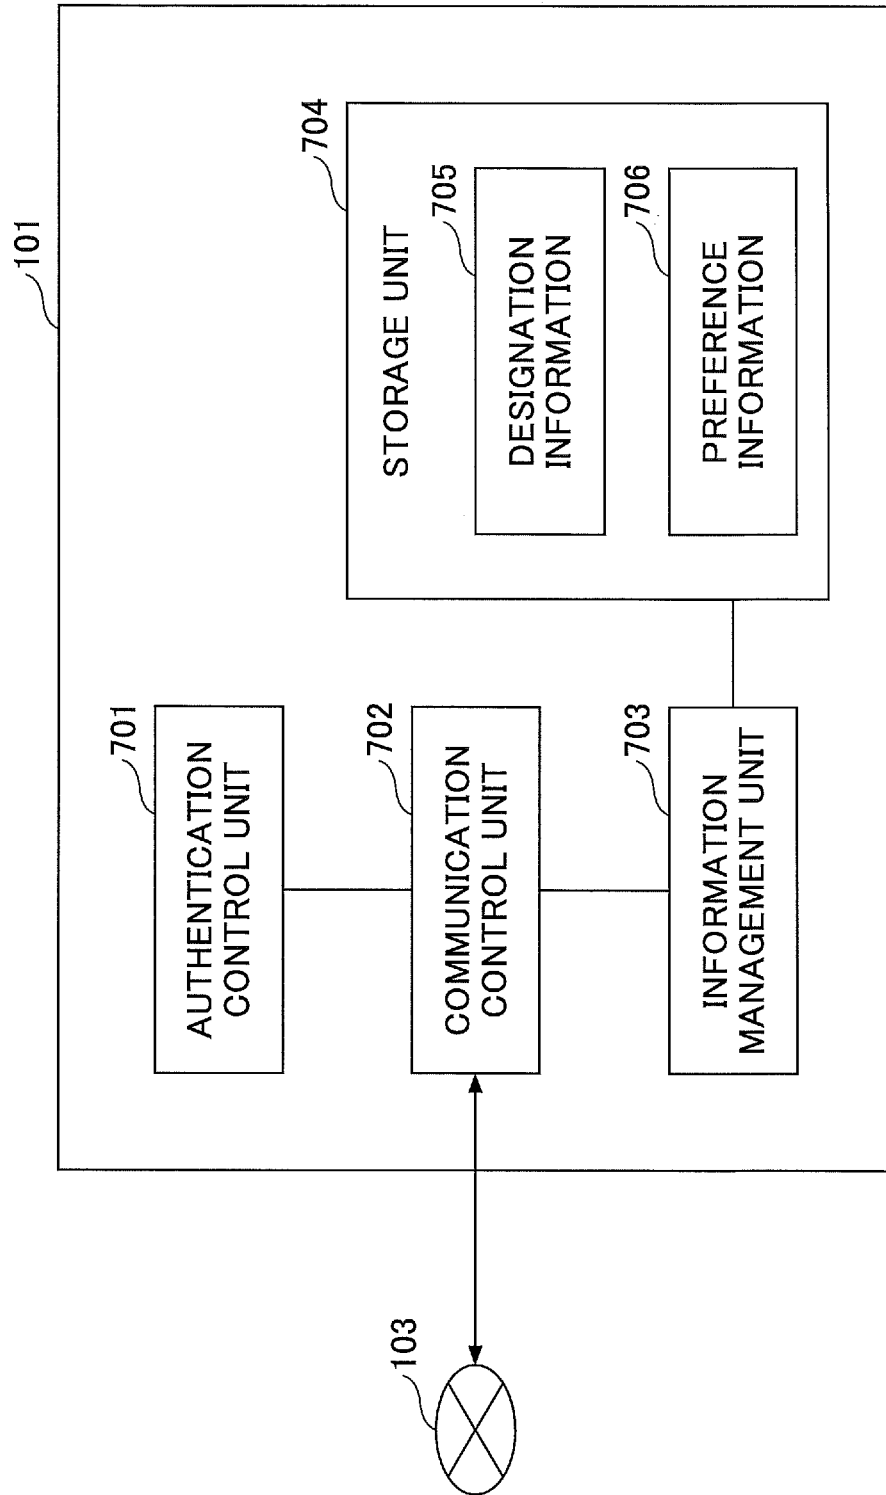 101
701
AUTHENTICATION
CONTROL UNIT
702
COMMUNICATION
CONTROL UNIT
703
INFORMATION
MANAGEMENT UNIT
704
STORAGE UNIT
705
DESIGNATION
INFORMATION
706
PREFERENCE
INFORMATION
103